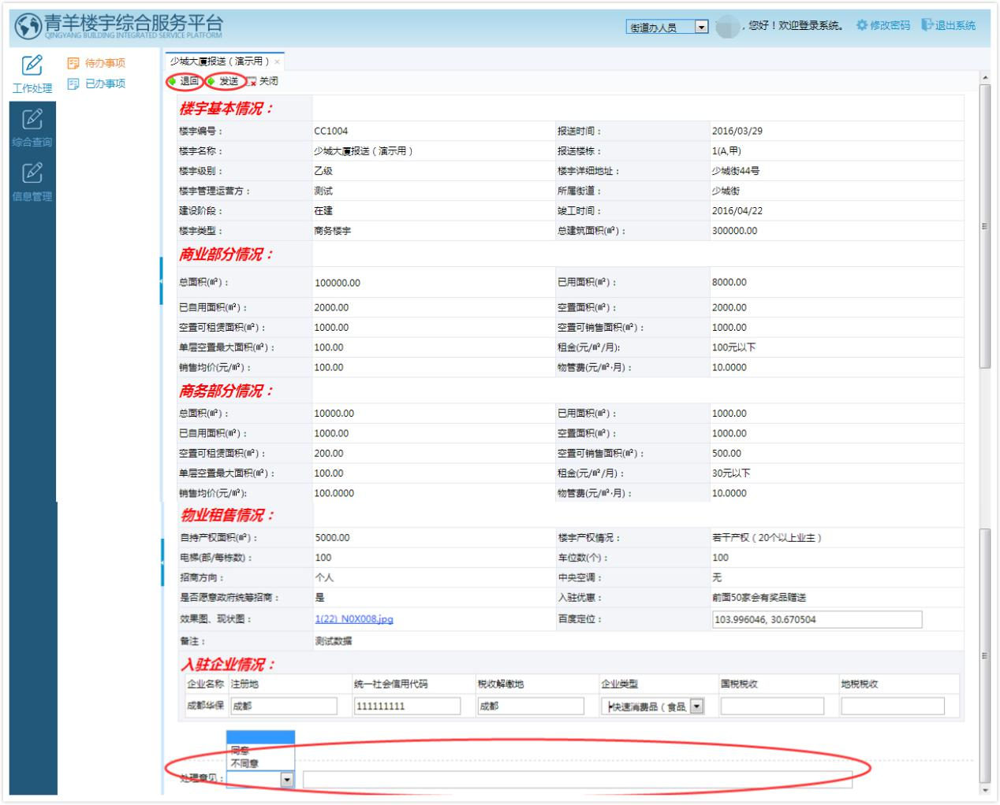 青羊楼宇综合服务平台
QINGYANG BUILDING INTEGRATED SERVICE PLATFORM
街道办人员 ，您好！欢迎登录系统。 修改密码 退出系统
工作处理
综合查询
信息管理
待办事项
已办事项
少城大厦报送（演示用） ×
退回 发送 关闭
楼宇基本情况：
楼宇编号： CC1004 报送时间： 2016/03/29
楼宇名称： 少城大厦报送（演示用） 报送楼栋： 1(A,甲)
楼宇级别： 乙级 楼宇详细地址： 少城街44号
楼宇管理运营方： 测试 所属街道： 少城街
建设阶段： 在建 竣工时间： 2016/04/22
楼宇类型： 商务楼宇 总建筑面积(㎡)： 300000.00
商业部分情况：
总面积(㎡)： 100000.00 已用面积(㎡)： 8000.00
已自用面积(㎡)： 2000.00 空置面积(㎡)： 2000.00
空置可租赁面积(㎡)： 1000.00 空置可销售面积(㎡)： 1000.00
单层空置最大面积(㎡)： 100.00 租金(元/㎡/月): 100元以下
销售均价(元/㎡)： 100.00 物管费(元/㎡·月)： 10.0000
商务部分情况：
总面积(㎡)： 10000.00 已用面积(㎡)： 1000.00
已自用面积(㎡)： 1000.00 空置面积(㎡)： 1000.00
空置可租赁面积(㎡)： 200.00 空置可销售面积(㎡)： 500.00
单层空置最大面积(㎡)： 100.00 租金(元/㎡/月)： 30元以下
销售均价(元/㎡): 100.0000 物管费(元/㎡·月)： 10.0000
物业租售情况：
自持产权面积(㎡)： 5000.00 楼宇产权情况： 若干产权（20个以上业主）
电梯(部/每栋数)： 100 车位数(个)： 100
招商方向： 个人 中央空调： 无
是否愿意政府统筹招商： 是 入驻优惠： 前面50家会有奖品赠送
效果图、现状图： 1(22)_N0X008.jpg 百度定位： 103.996046, 30.670504
备注： 测试数据
入驻企业情况：
企业名称 注册地 统一社会信用代码 税收解缴地 企业类型 国税税收 地税税收
成都华保 成都 111111111 成都 快速消费品（食品,
同意
不同意
处理意见：